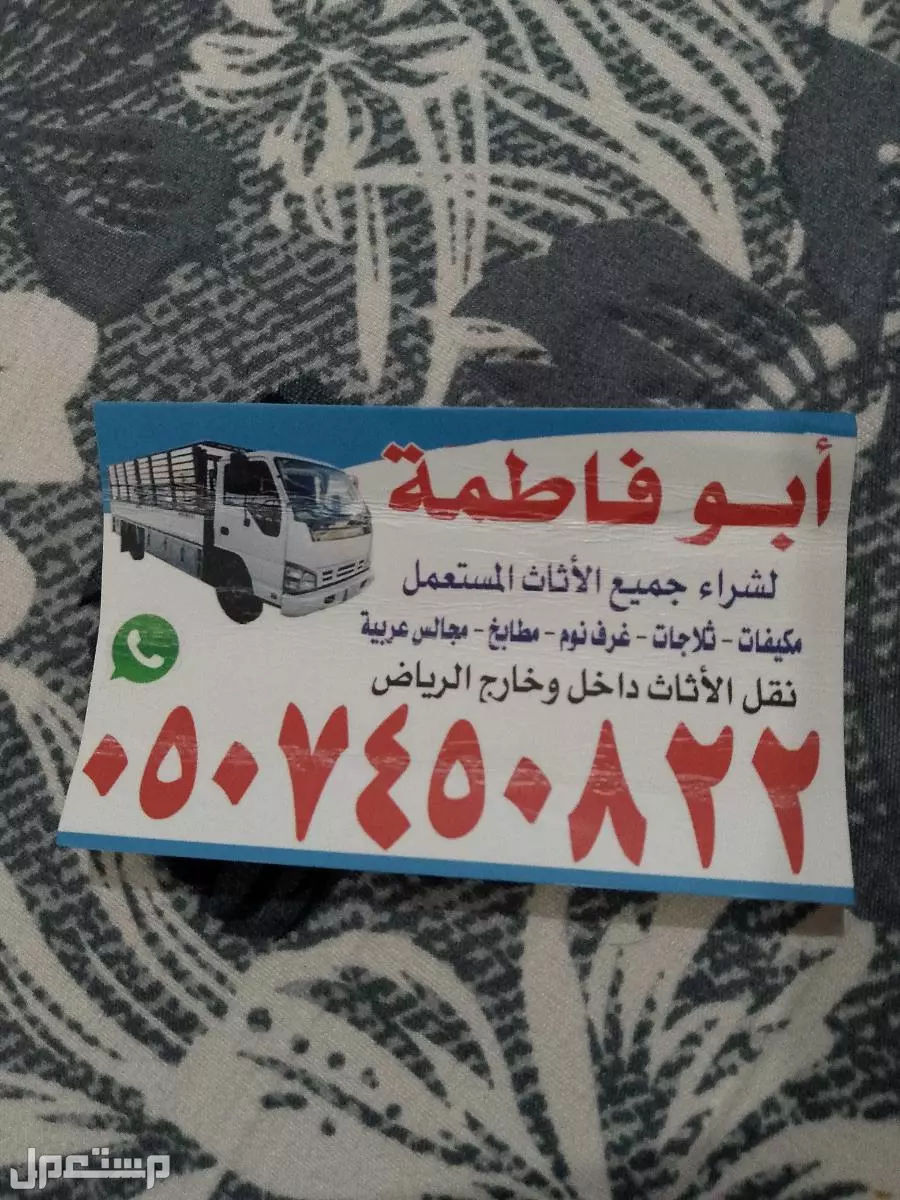 أبو فاطمة
لشراء جميع الأثاث المستعمل
مكيفات - ثلاجات - غرف نوم - مطابخ - مجالس عربية
نقل الأثاث داخل وخارج الرياض
٠٥٠٧٤٥٠٨٢٢
مستعمل